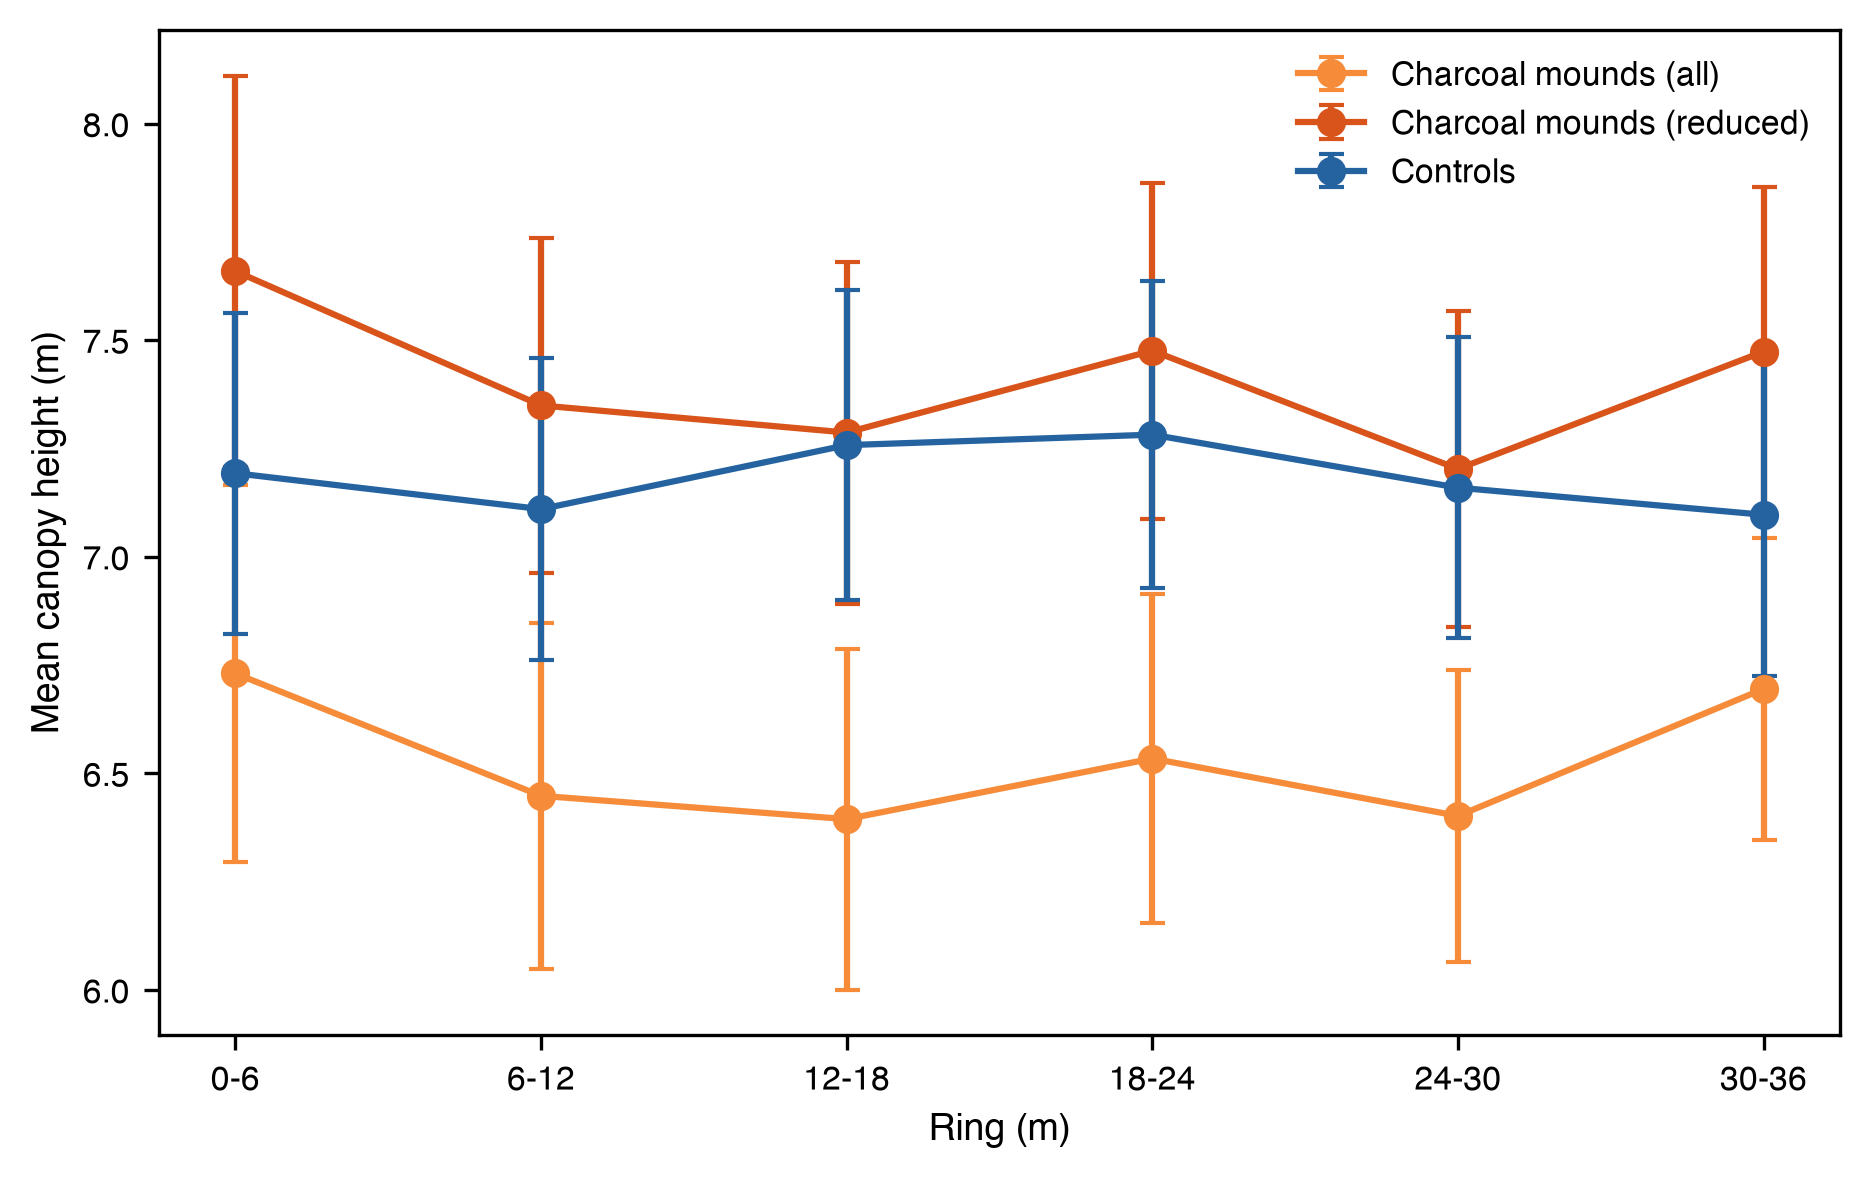 Charcoal mounds (all)
Charcoal mounds (reduced)
Controls
Mean canopy height (m)
8.0
7.5
7.0
6.5
6.0
0-6 6-12 12-18 18-24 24-30 30-36
Ring (m)